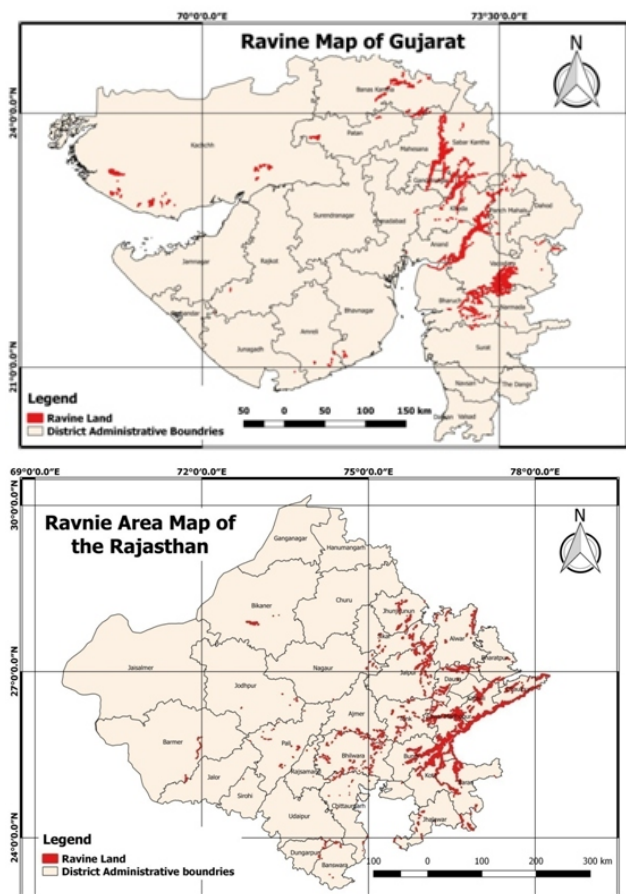 70°0'0.0"E
73°30'0.0"E
Ravine Map of Gujarat
N
24°0'0.0"N
21°0'0.0"N
Banas Kantha
Patan
Kachchh
Mahesana
Sabar Kantha
Kheda
Panch Mahals
Dahod
Surendranagar
Anand
Jamnagar
Rajkot
Vadodara
Bharuch
Narmada
Bhavnagar
Amreli
Junagadh
Surat
Navsari
The Dangs
Valsad
Legend
Ravine Land
District Administrative Boundries
50 0 50 100 150 km
69°0'0.0"E
72°0'0.0"E
75°0'0.0"E
78°0'0.0"E
30°0'0.0"N
27°0'0.0"N
24°0'0.0"N
Ravnie Area Map of
the Rajasthan
N
Ganganagar
Hanumangarh
Churu
Bikaner
Jhunjhunun
Alwar
Bharatpur
Jaisalmer
Nagaur
Jaipur
Dausa
Jodhpur
Ajmer
Barmer
Pali
Bhilwara
Rajsamand
Jalor
Sirohi
Chittaurgarh
Udaipur
Jhalawar
Dungarpur
Banswara
Legend
Ravine Land
District Administrative boundaries
100 0 100 200 300 km